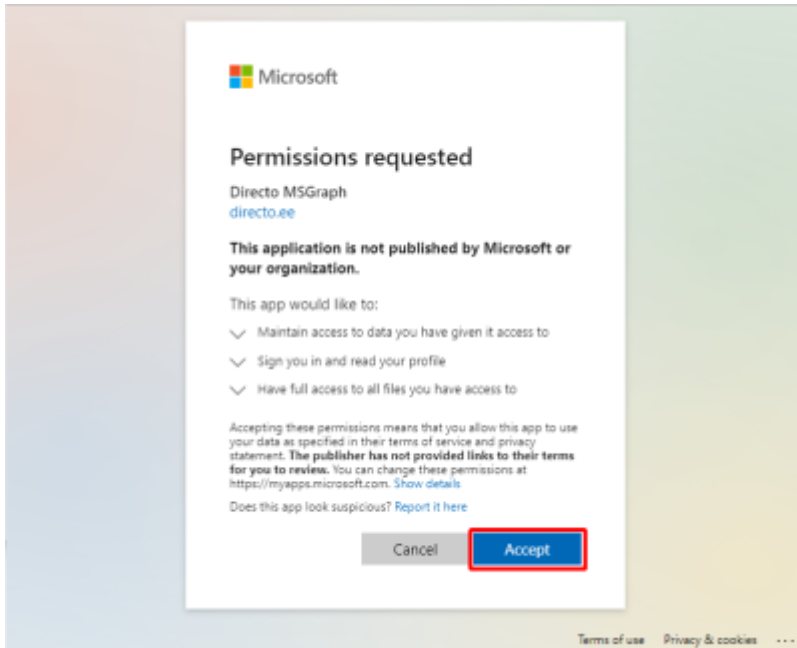 Microsoft
Permissions requested
Directo MSGraph
directo.ee
This application is not published by Microsoft or
your organization.
This app would like to:
Maintain access to data you have given it access to
Sign you in and read your profile
Have full access to all files you have access to
Accepting these permissions means that you allow this app to use
your data as specified in their terms of service and privacy
statement. The publisher has not provided links to their terms
for you to review. You can change these permissions at
https://myapps.microsoft.com. Show details
Does this app look suspicious? Report it here
Cancel Accept
Terms of use Privacy & cookies ...